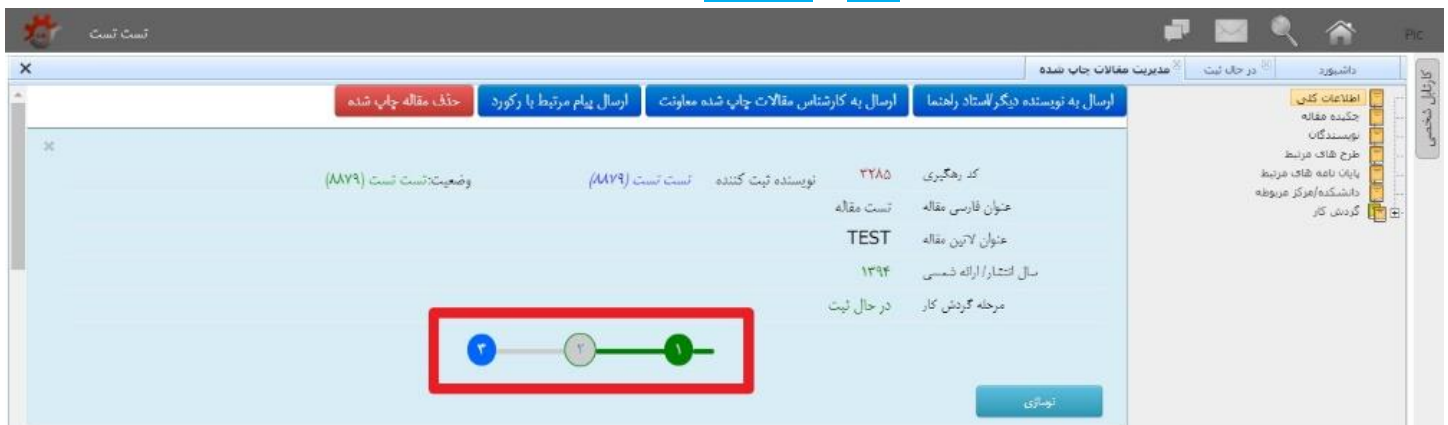 Pic
تست تست
داشبورد
در حال ثبت
مدیریت مقالات چاپ شده
کارتابل شخصی
اطلاعات کلی
چکیده مقاله
نویسندگان
طرح های مرتبط
پایان نامه های مرتبط
دانشکده/مرکز مربوطه
گردش کار
ارسال به نویسنده دیگر/استاد راهنما
ارسال به کارشناس مقالات چاپ شده معاونت
ارسال پیام مرتبط با رکورد
حذف مقاله چاپ شده
کد رهگیری ۳۲۸۵ نویسنده ثبت کننده تست تست (۸۸۷۹) وضعیت:تست تست (۸۸۷۹)
عنوان فارسی مقاله تست مقاله
عنوان لاتین مقاله TEST
سال انتشار/ارائه شمسی ۱۳۹۴
مرحله گردش کار در حال ثبت
۱ ۲ ۳
نوسازی